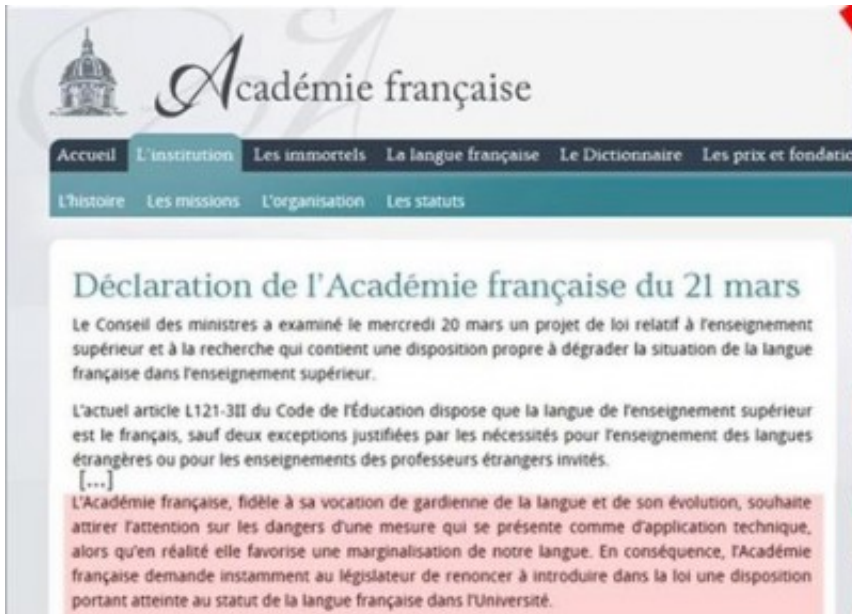 Académie française
Accueil L'institution Les immortels La langue française Le Dictionnaire Les prix et fondatio
L'histoire Les missions L'organisation Les statuts
Déclaration de l'Académie française du 21 mars
Le Conseil des ministres a examiné le mercredi 20 mars un projet de loi relatif à l'enseignement
supérieur et à la recherche qui contient une disposition propre à dégrader la situation de la langue
française dans l'enseignement supérieur.
L'actuel article L121-3II du Code de l'Éducation dispose que la langue de l'enseignement supérieur
est le français, sauf deux exceptions justifiées par les nécessités pour l'enseignement des langues
étrangères ou pour les enseignements des professeurs étrangers invités.
[...]
L'Académie française, fidèle à sa vocation de gardienne de la langue et de son évolution, souhaite
attirer l'attention sur les dangers d'une mesure qui se présente comme d'application technique,
alors qu'en réalité elle favorise une marginalisation de notre langue. En conséquence, l'Académie
française demande instamment au législateur de renoncer à introduire dans la loi une disposition
portant atteinte au statut de la langue française dans l'Université.